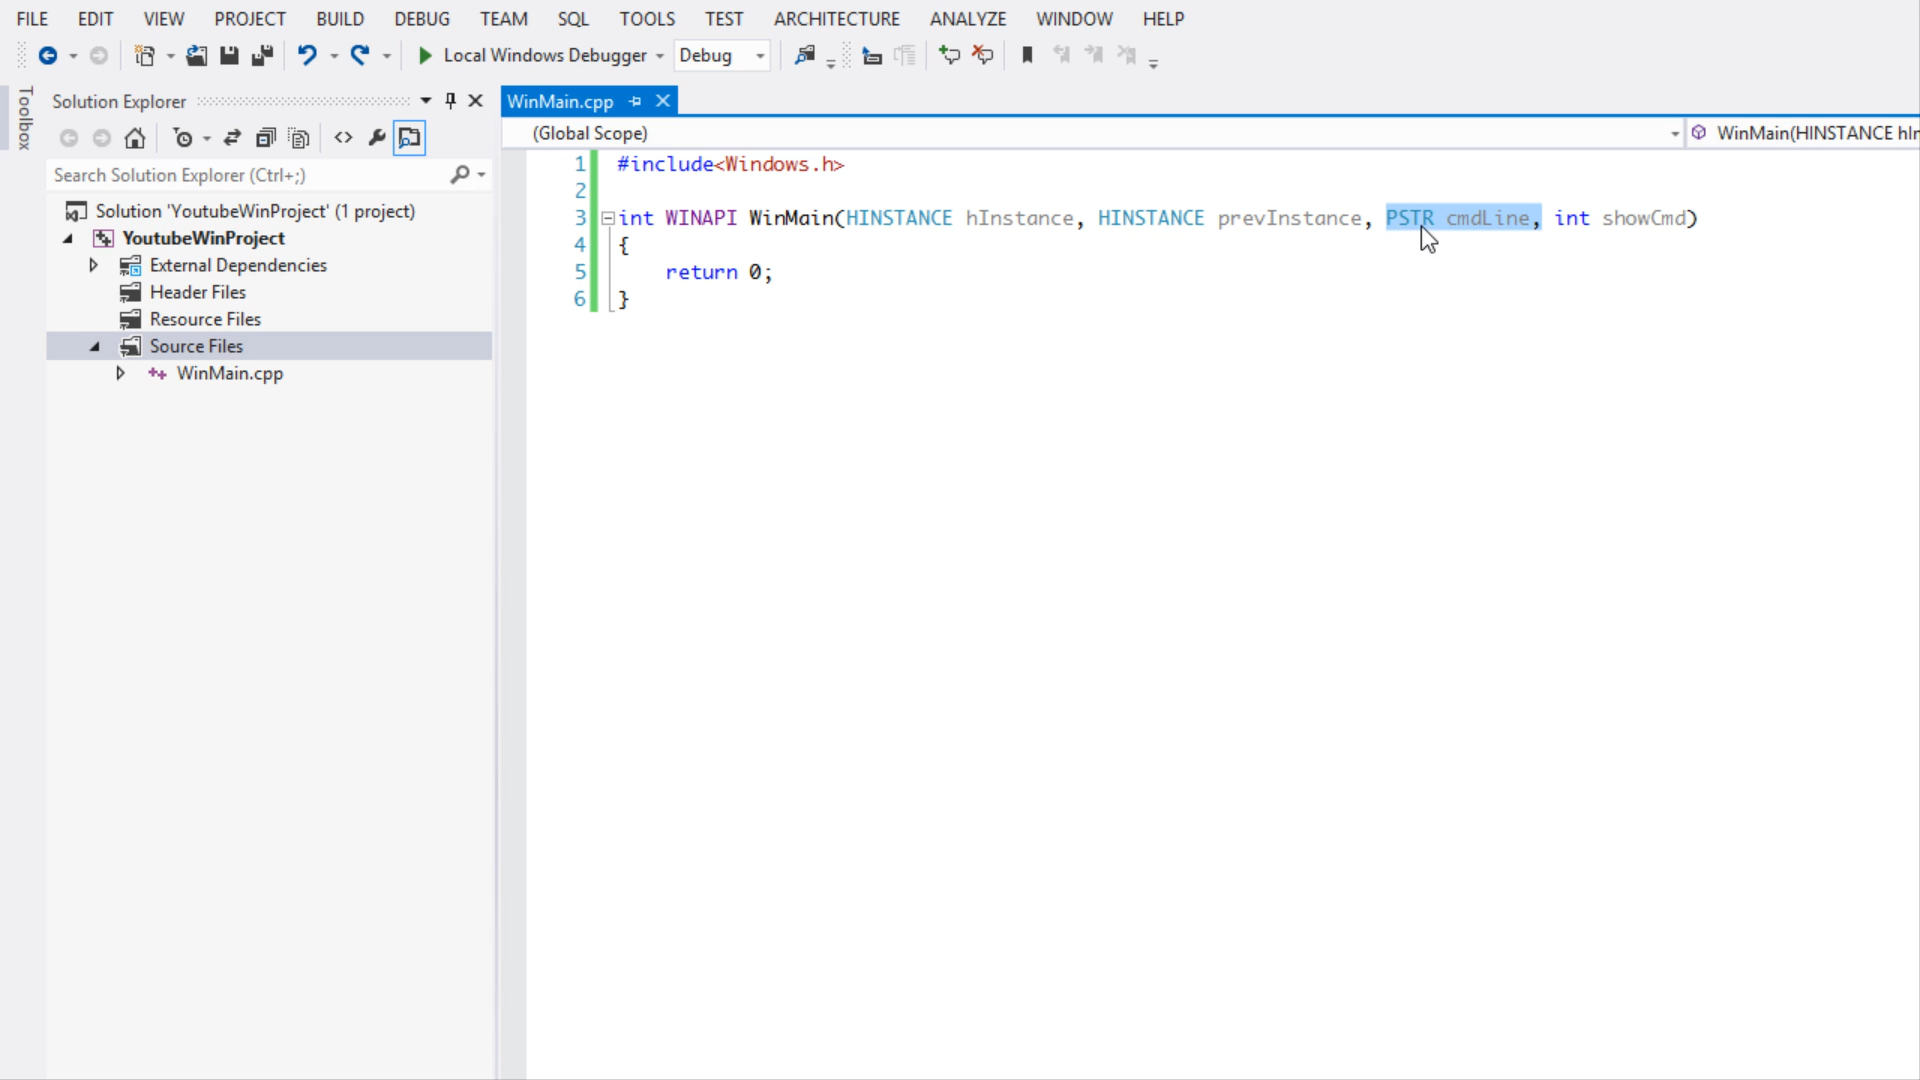 FILE EDIT VIEW PROJECT BUILD DEBUG TEAM SQL TOOLS TEST ARCHITECTURE ANALYZE WINDOW HELP
Local Windows Debugger Debug
Toolbox
Solution Explorer
Search Solution Explorer (Ctrl+;)
Solution 'YoutubeWinProject' (1 project)
YoutubeWinProject
External Dependencies
Header Files
Resource Files
Source Files
WinMain.cpp
WinMain.cpp
(Global Scope) WinMain(HINSTANCE hIn
1 #include<Windows.h>
2
3 int WINAPI WinMain(HINSTANCE hInstance, HINSTANCE prevInstance, PSTR cmdLine, int showCmd)
4 {
5 return 0;
6 }